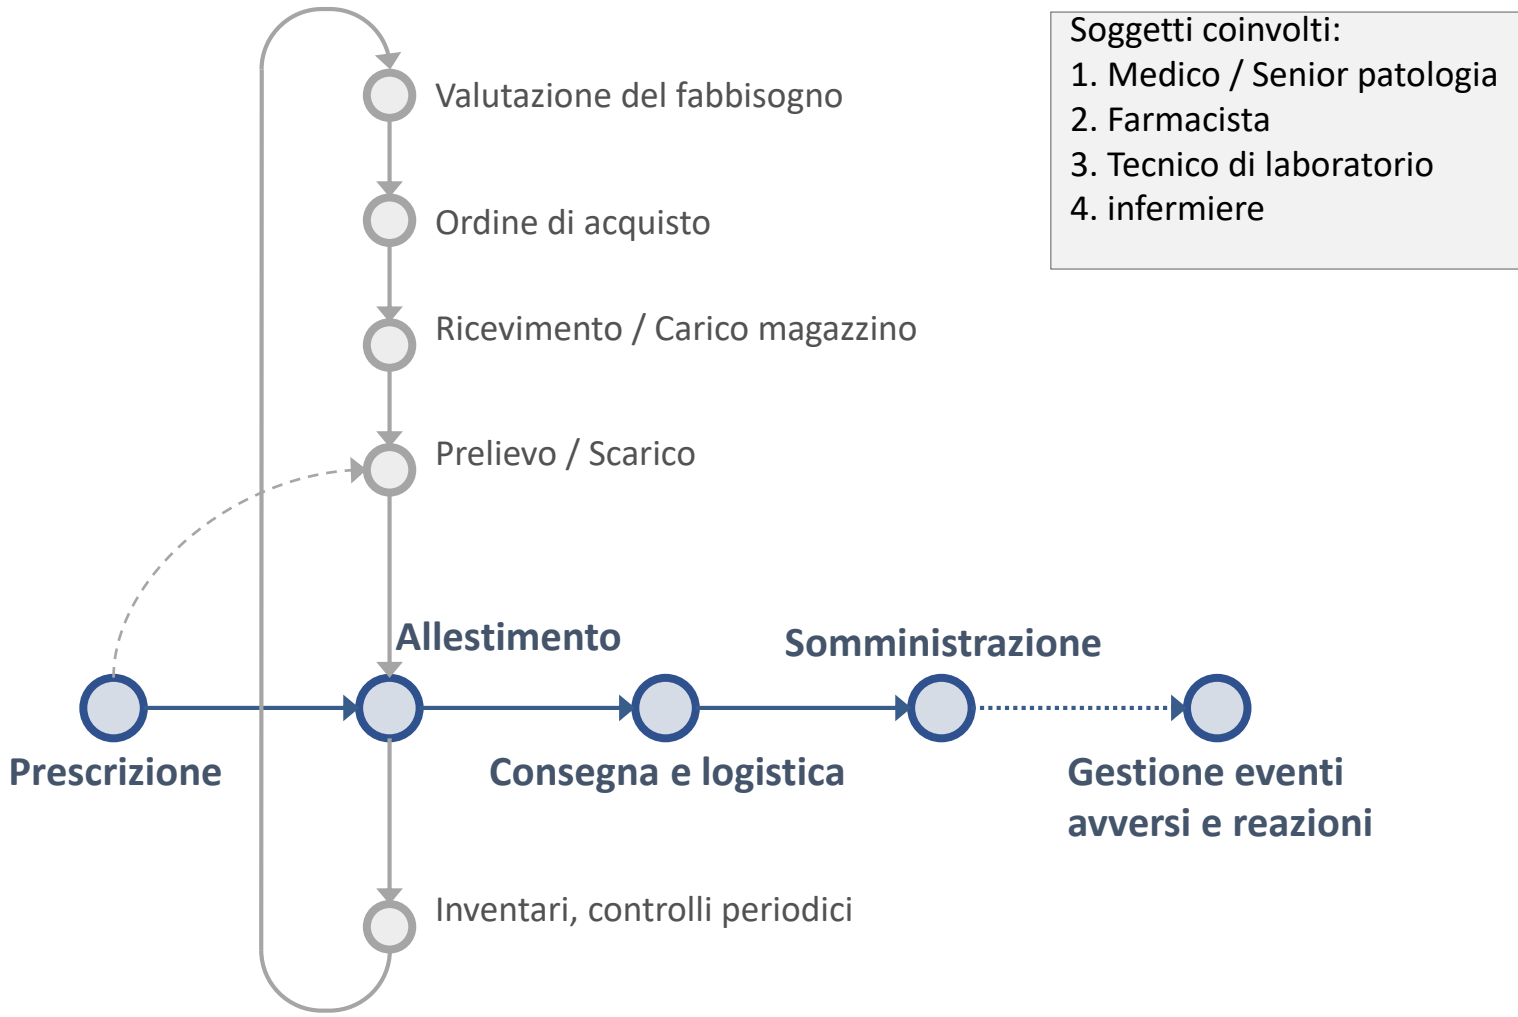 Soggetti coinvolti:
1. Medico / Senior patologia
2. Farmacista
3. Tecnico di laboratorio
4. infermiere
Valutazione del fabbisogno
Ordine di acquisto
Ricevimento / Carico magazzino
Prelievo / Scarico
Allestimento
Somministrazione
Prescrizione
Consegna e logistica
Gestione eventi
avversi e reazioni
Inventari, controlli periodici